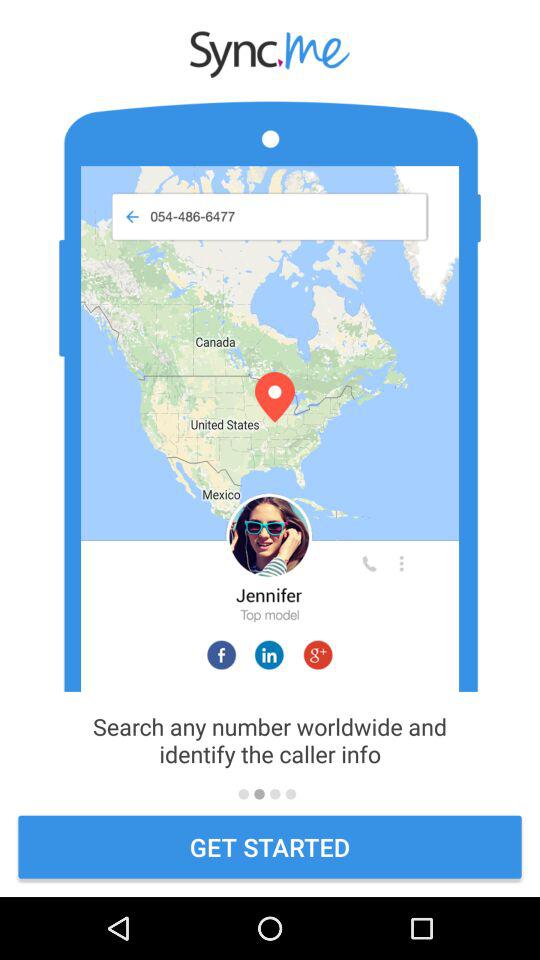 Sync.me
054-486-6477
Canada
United States
Mexico
Jennifer
Top model
f in g+
Search any number worldwide and
identify the caller info
GET STARTED